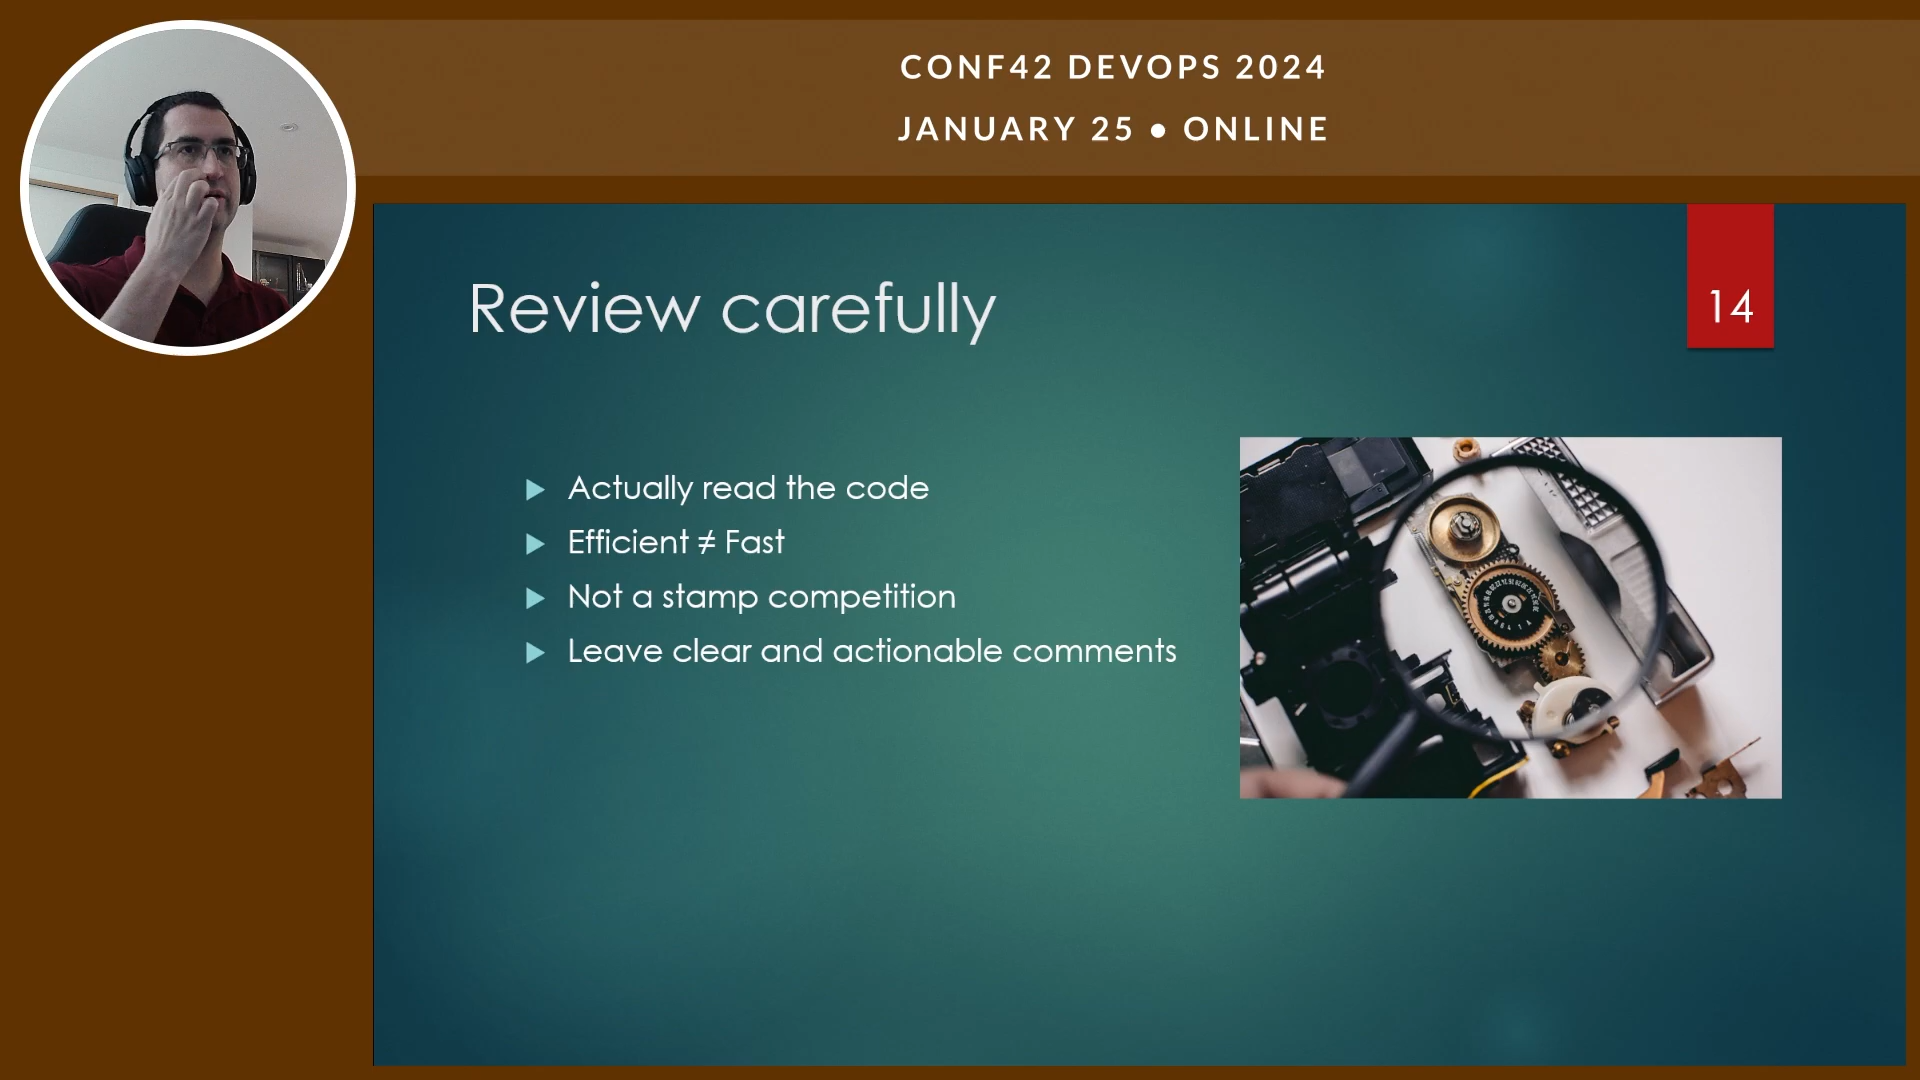 CONF42 DEVOPS 2024
JANUARY 25 • ONLINE
Review carefully
14
Actually read the code
Efficient ≠ Fast
Not a stamp competition
Leave clear and actionable comments